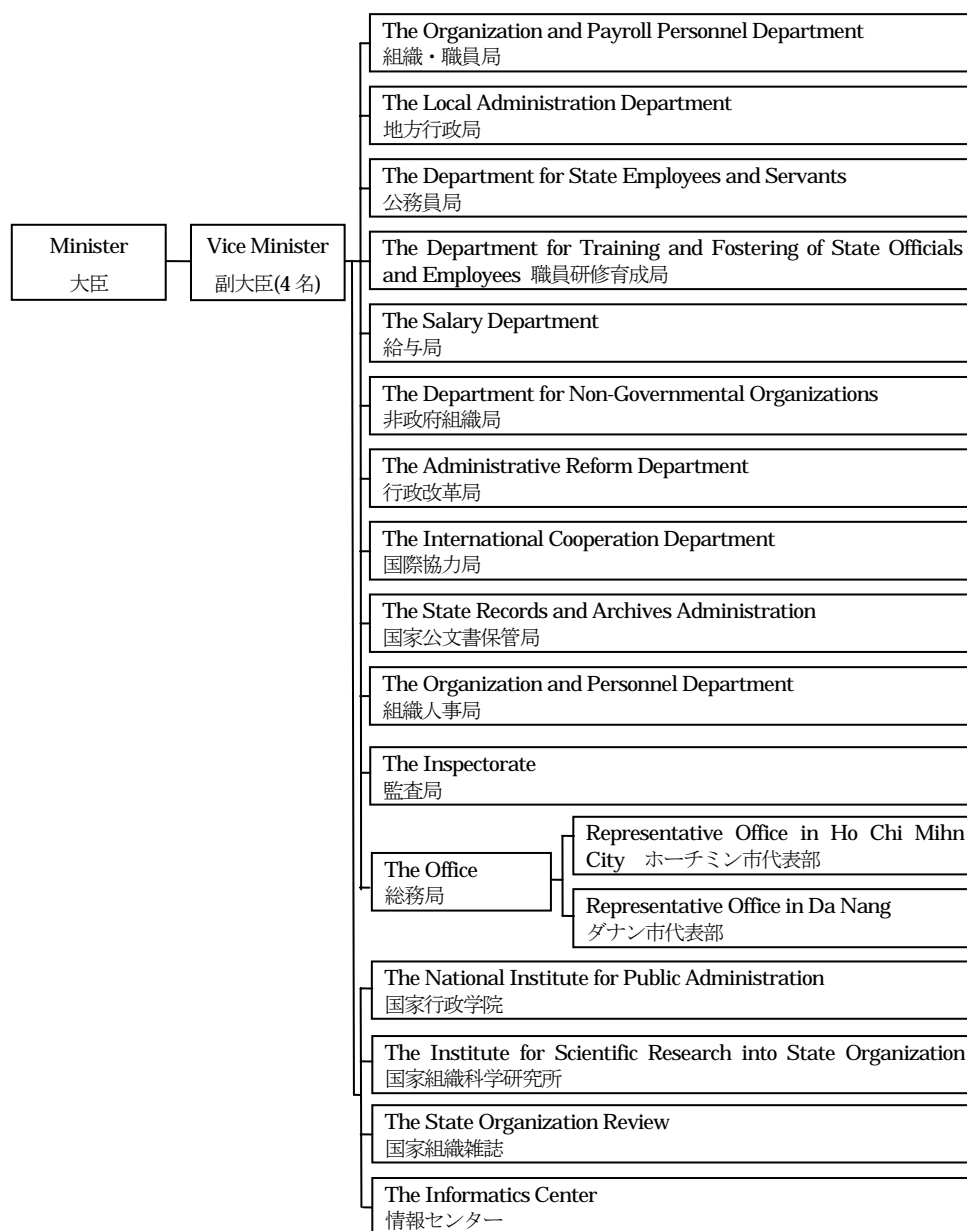 The Organization and Payroll Personnel Department
組織・職員局
The Local Administration Department
地方行政局
The Department for State Employees and Servants
公務員局
Minister
大臣
Vice Minister
副大臣(4 名)
The Department for Training and Fostering of State Officials
and Employees 職員研修育成局
The Salary Department
給与局
The Department for Non-Governmental Organizations
非政府組織局
The Administrative Reform Department
行政改革局
The International Cooperation Department
国際協力局
The State Records and Archives Administration
国家公文書保管局
The Organization and Personnel Department
組織人事局
The Inspectorate
監査局
The Office
総務局
Representative Office in Ho Chi Mihn
City ホーチミン市代表部
Representative Office in Da Nang
ダナン市代表部
The National Institute for Public Administration
国家行政学院
The Institute for Scientific Research into State Organization
国家組織科学研究所
The State Organization Review
国家組織雑誌
The Informatics Center
情報センター